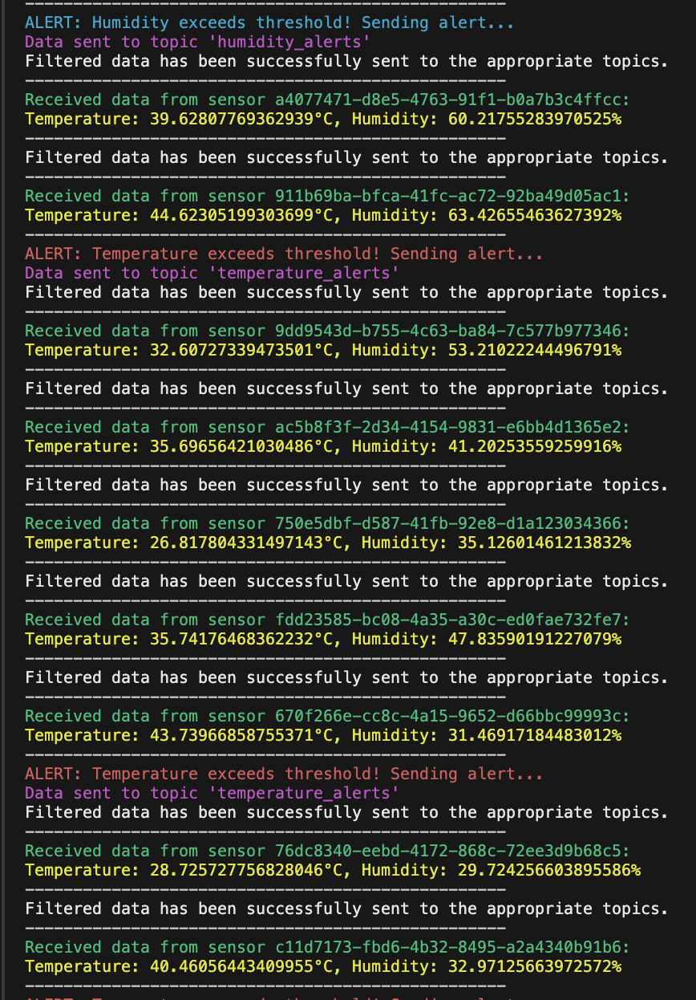 --------------------------------------------------
ALERT: Humidity exceeds threshold! Sending alert...
Data sent to topic 'humidity_alerts'
Filtered data has been successfully sent to the appropriate topics.
--------------------------------------------------
Received data from sensor a4077471-d8e5-4763-91f1-b0a7b3c4ffcc:
Temperature: 39.62807769362939°C, Humidity: 60.21755283970525%
--------------------------------------------------
Filtered data has been successfully sent to the appropriate topics.
--------------------------------------------------
Received data from sensor 911b69ba-bfca-41fc-ac72-92ba49d05ac1:
Temperature: 44.62305199303699°C, Humidity: 63.42655463627392%
--------------------------------------------------
ALERT: Temperature exceeds threshold! Sending alert...
Data sent to topic 'temperature_alerts'
Filtered data has been successfully sent to the appropriate topics.
--------------------------------------------------
Received data from sensor 9dd9543d-b755-4c63-ba84-7c577b977346:
Temperature: 32.60727339473501°C, Humidity: 53.21022244496791%
--------------------------------------------------
Filtered data has been successfully sent to the appropriate topics.
--------------------------------------------------
Received data from sensor ac5b8f3f-2d34-4154-9831-e6bb4d1365e2:
Temperature: 35.69656421030486°C, Humidity: 41.20253559259916%
--------------------------------------------------
Filtered data has been successfully sent to the appropriate topics.
--------------------------------------------------
Received data from sensor 750e5dbf-d587-41fb-92e8-d1a123034366:
Temperature: 26.817804331497143°C, Humidity: 35.12601461213832%
--------------------------------------------------
Filtered data has been successfully sent to the appropriate topics.
--------------------------------------------------
Received data from sensor fdd23585-bc08-4a35-a30c-ed0fae732fe7:
Temperature: 35.74176468362232°C, Humidity: 47.83590191227079%
--------------------------------------------------
Filtered data has been successfully sent to the appropriate topics.
--------------------------------------------------
Received data from sensor 670f266e-cc8c-4a15-9652-d66bbc99993c:
Temperature: 43.73966858755371°C, Humidity: 31.46917184483012%
--------------------------------------------------
ALERT: Temperature exceeds threshold! Sending alert...
Data sent to topic 'temperature_alerts'
Filtered data has been successfully sent to the appropriate topics.
--------------------------------------------------
Received data from sensor 76dc8340-eebd-4172-868c-72ee3d9b68c5:
Temperature: 28.725727756828046°C, Humidity: 29.724256603895586%
--------------------------------------------------
Filtered data has been successfully sent to the appropriate topics.
--------------------------------------------------
Received data from sensor c11d7173-fbd6-4b32-8495-a2a4340b91b6:
Temperature: 40.46056443409955°C, Humidity: 32.97125663972572%
--------------------------------------------------